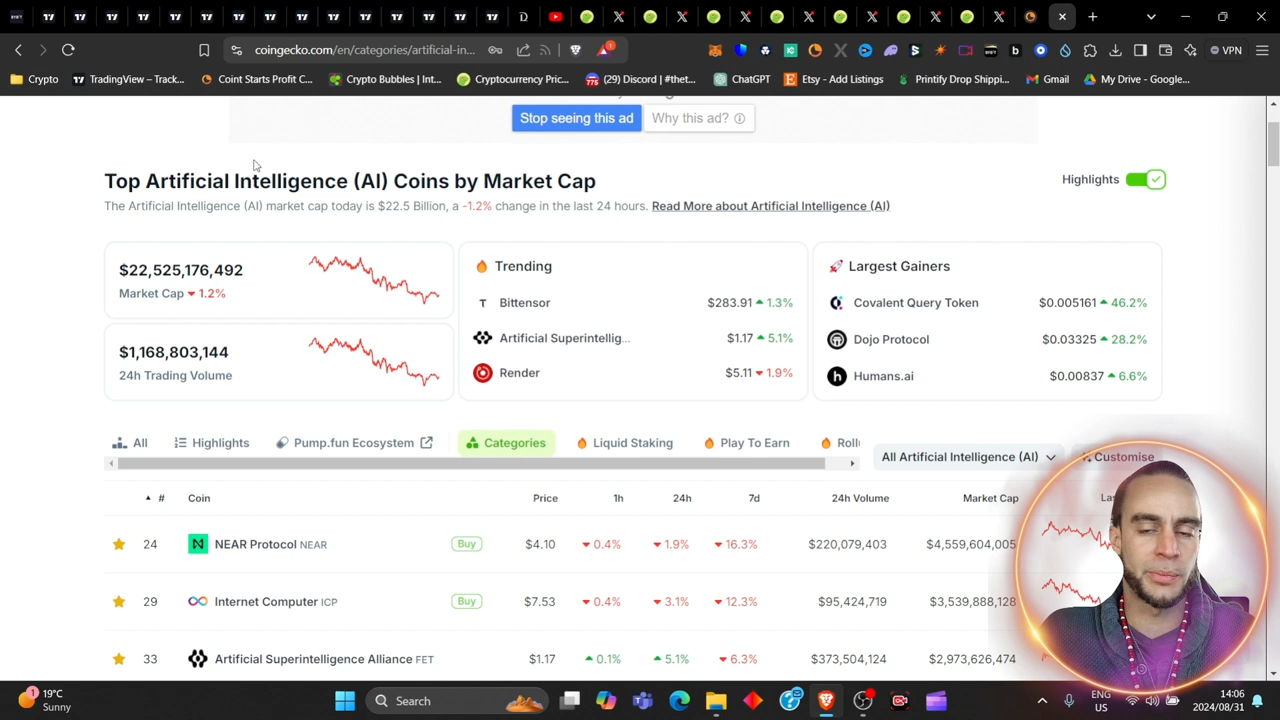 coingecko.com/en/categories/artificial-in...
1
VPN
Crypto
TradingView – Track...
Coint Starts Profit C...
Crypto Bubbles | Int...
Cryptocurrency Pric...
(29) Discord | #thet...
ChatGPT
Etsy - Add Listings
Printify Drop Shippi...
Gmail
My Drive - Google...
Stop seeing this ad
Why this ad?
Top Artificial Intelligence (AI) Coins by Market Cap
Highlights
The Artificial Intelligence (AI) market cap today is $22.5 Billion, a -1.2% change in the last 24 hours. Read More about Artificial Intelligence (AI)
$22,525,176,492
Market Cap 1.2%
$1,168,803,144
24h Trading Volume
Trending
Bittensor $283.91 1.3%
Artificial Superintellig... $1.17 5.1%
Render $5.11 1.9%
Largest Gainers
Covalent Query Token $0.005161 46.2%
Dojo Protocol $0.03325 28.2%
Humans.ai $0.00837 6.6%
All
Highlights
Pump.fun Ecosystem
Categories
Liquid Staking
Play To Earn
Roll
All Artificial Intelligence (AI)
Customise
# Coin Price 1h 24h 7d 24h Volume Market Cap
24 NEAR Protocol NEAR Buy $4.10 0.4% 1.9% 16.3% $220,079,403 $4,559,604,005
29 Internet Computer ICP Buy $7.53 0.4% 3.1% 12.3% $95,424,719 $3,539,888,128
33 Artificial Superintelligence Alliance FET $1.17 0.1% 5.1% 6.3% $373,504,124 $2,973,626,474
1
19°C
Sunny
Search
ENG
US
14:06
2024/08/31